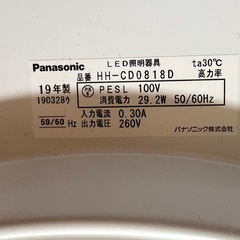 Panasonic LED照明器具 ta30℃
品番 HH-CD0818D 高力率
19年製 PESL 100V
190328ｳ 消費電力 29.2W 50/60Hz
入力電流 0.30A
50/60 Hz 出力電圧 260V
パナソニック株式会社